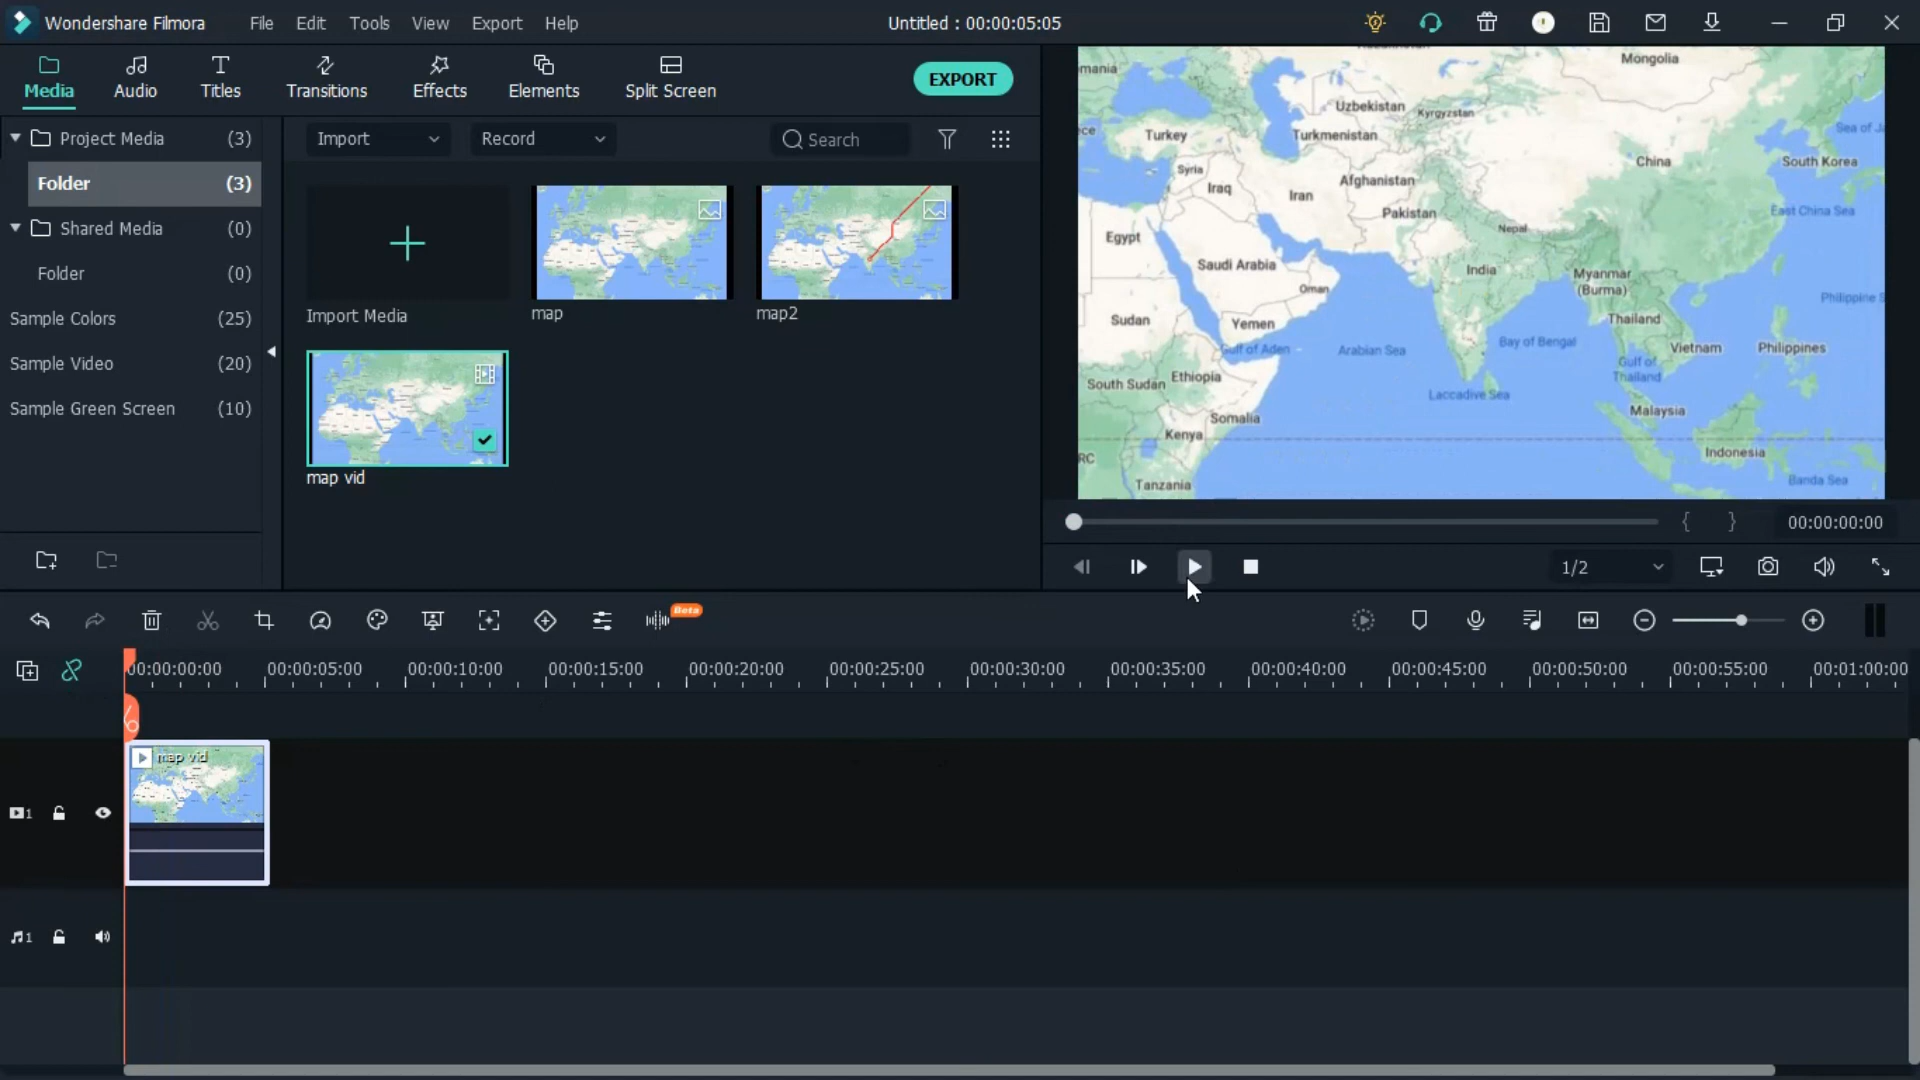 Wondershare Filmora File Edit Tools View Export Help Untitled : 00:00:05:05
Media Audio Titles Transitions Effects Elements Split Screen EXPORT
Project Media (3)
Folder (3)
Shared Media (0)
Folder (0)
Sample Colors (25)
Sample Video (20)
Sample Green Screen (10)
Import Record Search
Import Media map map2
map vid
Mongolia
mania
Uzbekistan Kyrgyzstan
ece Turkey Turkmenistan Sea of Ja
Syria China South Korea
Iraq Iran Afghanistan
Pakistan East China Sea
Egypt Nepal
Saudi Arabia India Myanmar
(Burma)
Oman Philippine S
Sudan Yemen Thailand
Gulf of Aden Arabian Sea Bay of Bengal Vietnam Philippines
Gulf of
Thailand
South Sudan Ethiopia
Laccadive Sea
Somalia Malaysia
Kenya
RC Indonesia
Tanzania Banda Sea
{ } 00:00:00:00
1/2
Beta
00:00:00:00 00:00:05:00 00:00:10:00 00:00:15:00 00:00:20:00 00:00:25:00 00:00:30:00 00:00:35:00 00:00:40:00 00:00:45:00 00:00:50:00 00:00:55:00 00:01:00:00
map vid
1
1